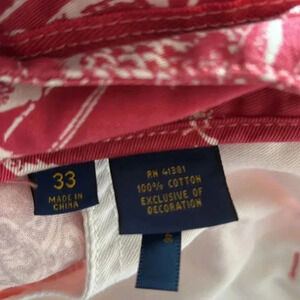 33
MADE IN
CHINA
RN 41381
100% COTTON
EXCLUSIVE OF
DECORATION